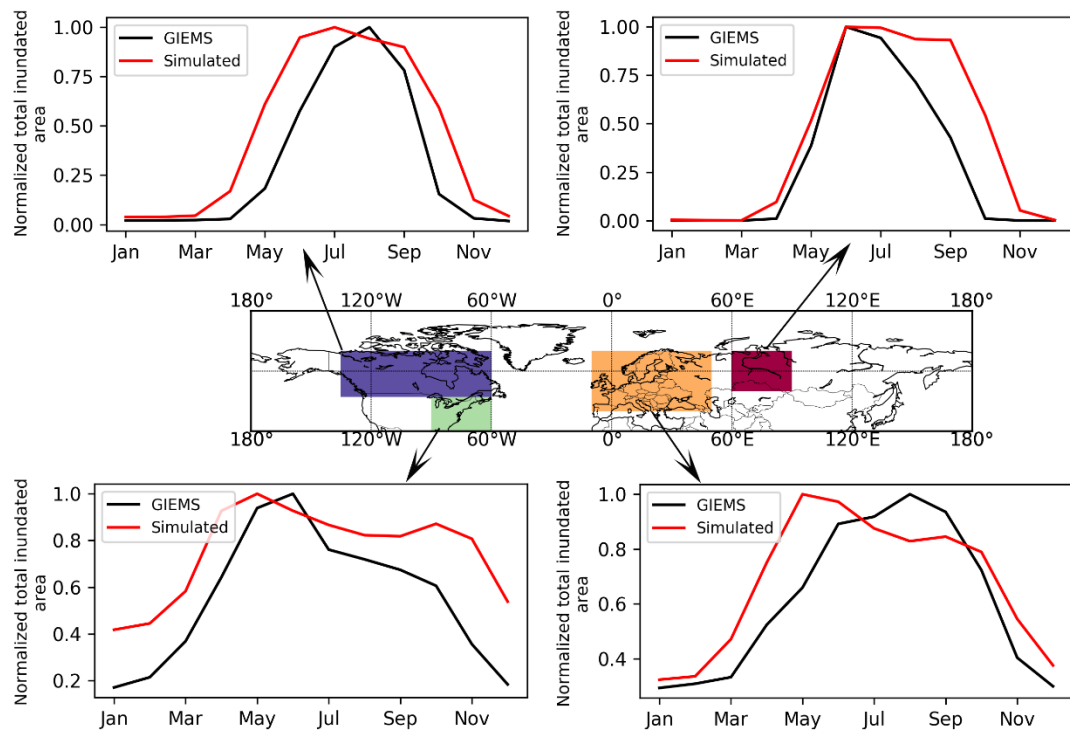 Normalized total inundated
area
1.00
0.75
0.50
0.25
0.00
GIEMS
Simulated
Jan Mar May Jul Sep Nov
Normalized total inundated
area
1.00
0.75
0.50
0.25
0.00
GIEMS
Simulated
Jan Mar May Jul Sep Nov
180° 120°W 60°W 0° 60°E 120°E 180°
180° 120°W 60°W 0° 60°E 120°E 180°
Normalized total inundated
area
1.0
0.8
0.6
0.4
0.2
GIEMS
Simulated
Jan Mar May Jul Sep Nov
Normalized total inundated
area
1.0
0.8
0.6
0.4
GIEMS
Simulated
Jan Mar May Jul Sep Nov